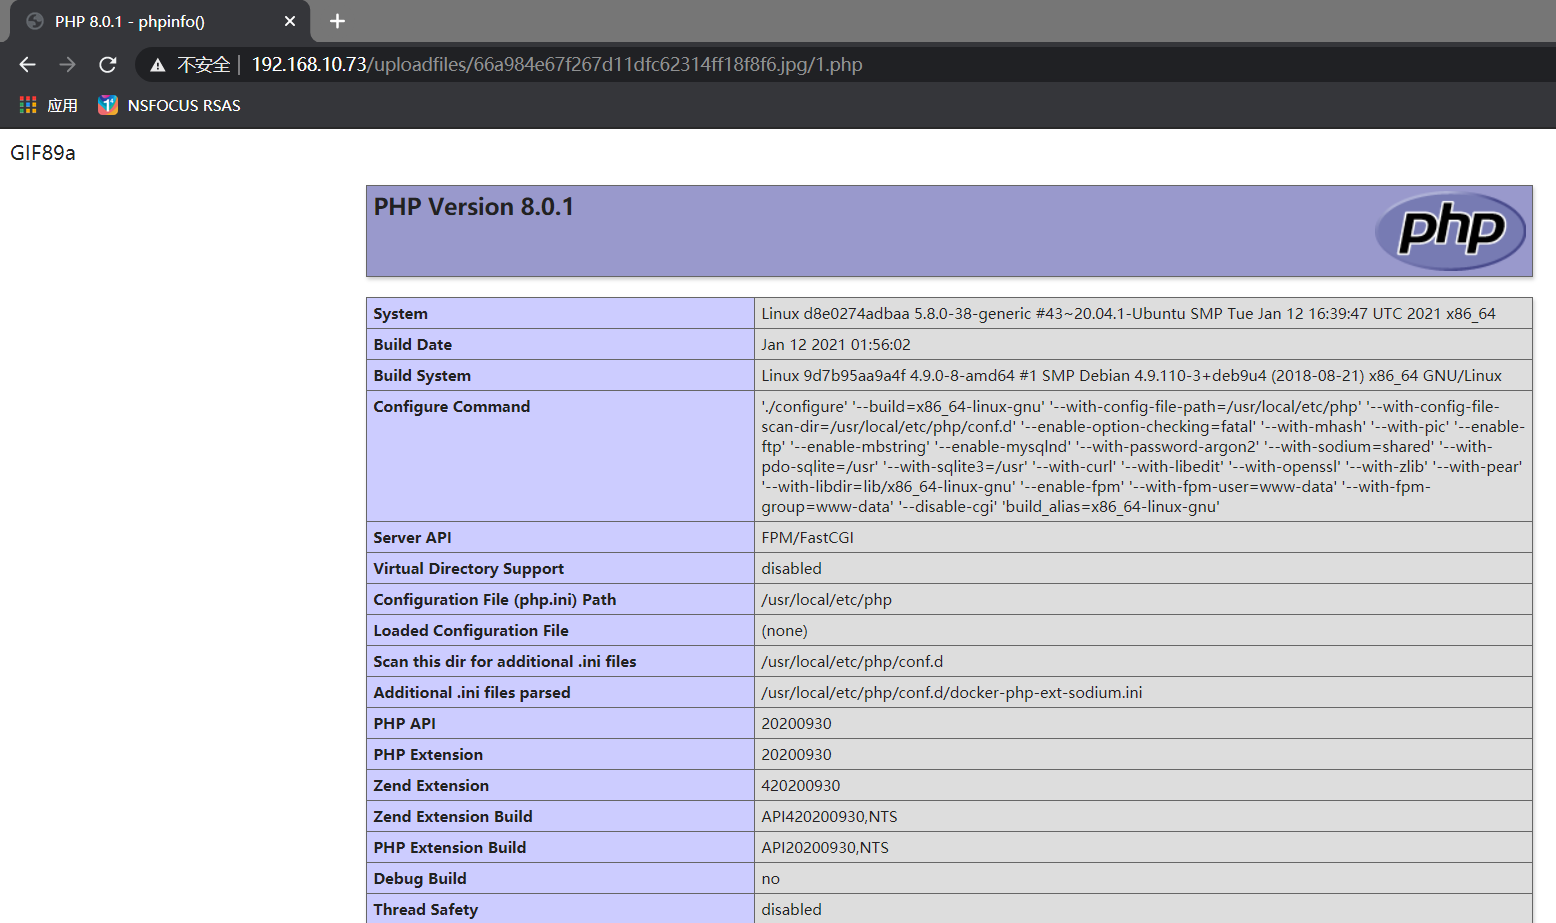 PHP 8.0.1 - phpinfo()
不安全 192.168.10.73/uploadfiles/66a984e67f267d11dfc62314ff18f8f6.jpg/1.php
应用 NSFOCUS RSAS
GIF89a
PHP Version 8.0.1
php
System Linux d8e0274adbaa 5.8.0-38-generic #43~20.04.1-Ubuntu SMP Tue Jan 12 16:39:47 UTC 2021 x86_64
Build Date Jan 12 2021 01:56:02
Build System Linux 9d7b95aa9a4f 4.9.0-8-amd64 #1 SMP Debian 4.9.110-3+deb9u4 (2018-08-21) x86_64 GNU/Linux
Configure Command './configure' '--build=x86_64-linux-gnu' '--with-config-file-path=/usr/local/etc/php' '--with-config-file-
scan-dir=/usr/local/etc/php/conf.d' '--enable-option-checking=fatal' '--with-mhash' '--with-pic' '--enable-
ftp' '--enable-mbstring' '--enable-mysqlnd' '--with-password-argon2' '--with-sodium=shared' '--with-
pdo-sqlite=/usr' '--with-sqlite3=/usr' '--with-curl' '--with-libedit' '--with-openssl' '--with-zlib' '--with-pear'
'--with-libdir=lib/x86_64-linux-gnu' '--enable-fpm' '--with-fpm-user=www-data' '--with-fpm-
group=www-data' '--disable-cgi' 'build_alias=x86_64-linux-gnu'
Server API FPM/FastCGI
Virtual Directory Support disabled
Configuration File (php.ini) Path /usr/local/etc/php
Loaded Configuration File (none)
Scan this dir for additional .ini files /usr/local/etc/php/conf.d
Additional .ini files parsed /usr/local/etc/php/conf.d/docker-php-ext-sodium.ini
PHP API 20200930
PHP Extension 20200930
Zend Extension 420200930
Zend Extension Build API420200930,NTS
PHP Extension Build API20200930,NTS
Debug Build no
Thread Safety disabled